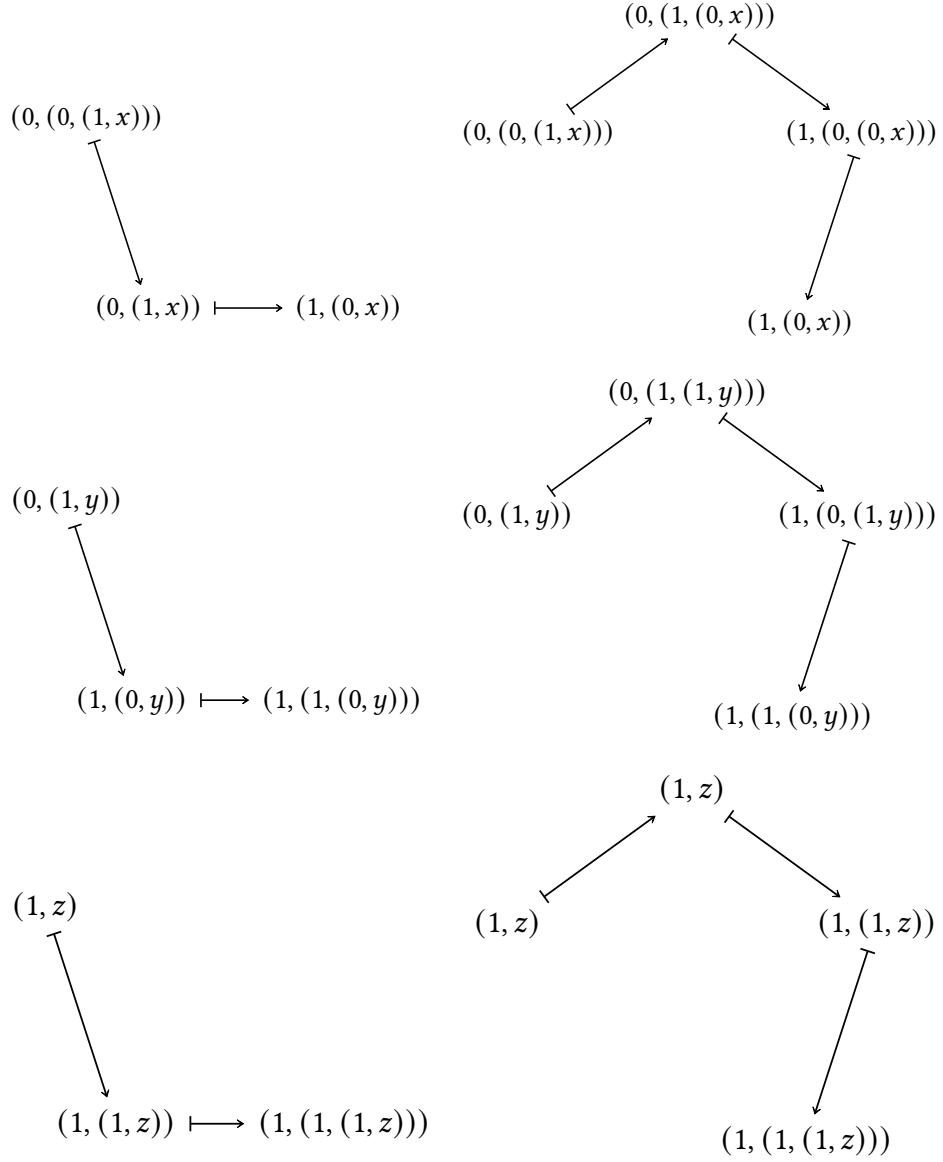 (0, (1, (0, x)))
(0, (0, (1, x)))
(0, (0, (1, x))) (1, (0, (0, x)))
(0, (1, x)) (1, (0, x))
(1, (0, x))
(0, (1, (1, y)))
(0, (1, y))
(0, (1, y)) (1, (0, (1, y)))
(1, (0, y)) (1, (1, (0, y)))
(1, (1, (0, y)))
(1, z)
(1, z)
(1, z) (1, (1, z))
(1, (1, z)) (1, (1, (1, z)))
(1, (1, (1, z)))